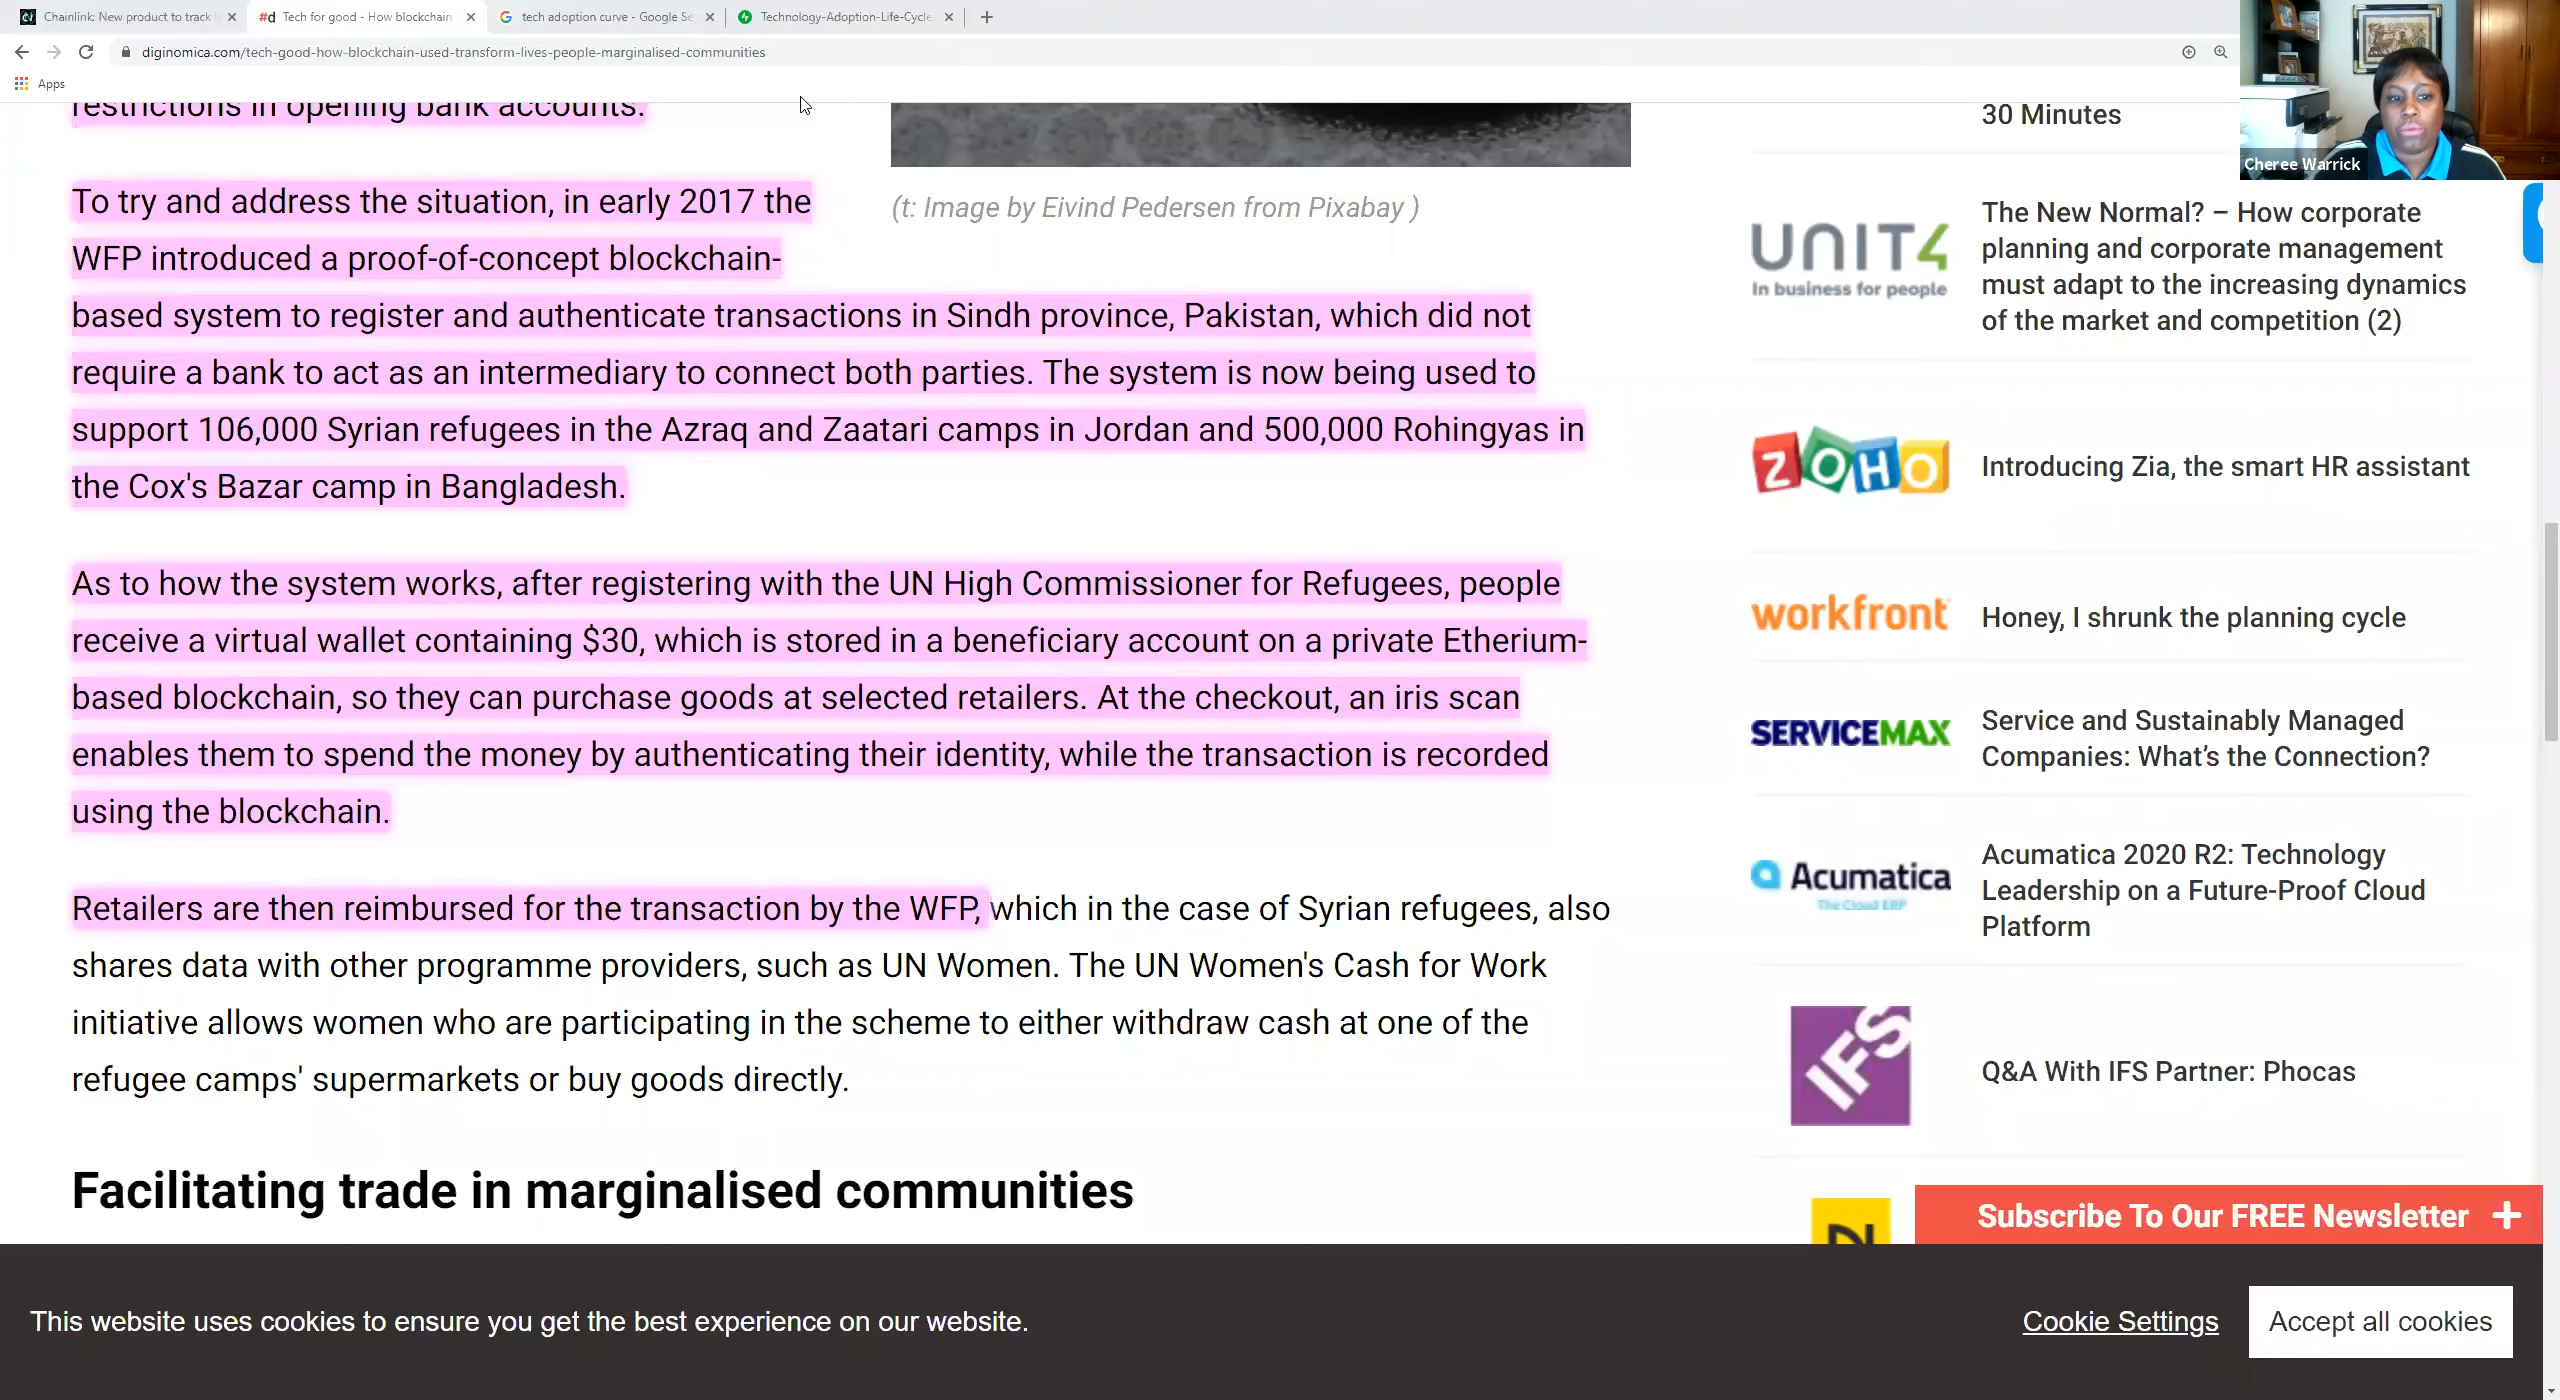 Chainlink: New product to track
#d Tech for good - How blockchain
tech adoption curve - Google Se
Technology-Adoption-Life-Cycle
diginomica.com/tech-good-how-blockchain-used-transform-lives-people-marginalised-communities
Apps
Cheree Warrick
restrictions in opening bank accounts.
To try and address the situation, in early 2017 the
WFP introduced a proof-of-concept blockchain-
based system to register and authenticate transactions in Sindh province, Pakistan, which did not
require a bank to act as an intermediary to connect both parties. The system is now being used to
support 106,000 Syrian refugees in the Azraq and Zaatari camps in Jordan and 500,000 Rohingyas in
the Cox's Bazar camp in Bangladesh.
(t: Image by Eivind Pedersen from Pixabay )
As to how the system works, after registering with the UN High Commissioner for Refugees, people
receive a virtual wallet containing $30, which is stored in a beneficiary account on a private Etherium-
based blockchain, so they can purchase goods at selected retailers. At the checkout, an iris scan
enables them to spend the money by authenticating their identity, while the transaction is recorded
using the blockchain.
Retailers are then reimbursed for the transaction by the WFP, which in the case of Syrian refugees, also
shares data with other programme providers, such as UN Women. The UN Women's Cash for Work
initiative allows women who are participating in the scheme to either withdraw cash at one of the
refugee camps' supermarkets or buy goods directly.
Facilitating trade in marginalised communities
30 Minutes
UNIT4
In business for people
The New Normal? – How corporate
planning and corporate management
must adapt to the increasing dynamics
of the market and competition (2)
ZOHO
Introducing Zia, the smart HR assistant
workfront
Honey, I shrunk the planning cycle
SERVICEMAX
Service and Sustainably Managed
Companies: What's the Connection?
Acumatica
The Cloud ERP
Acumatica 2020 R2: Technology
Leadership on a Future-Proof Cloud
Platform
IFS
Q&A With IFS Partner: Phocas
Subscribe To Our FREE Newsletter +
This website uses cookies to ensure you get the best experience on our website.
Cookie Settings
Accept all cookies